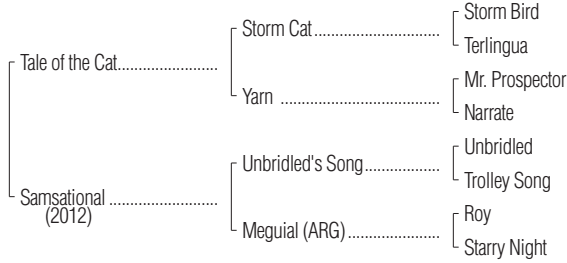 Storm Bird
Storm Cat........................
Terlingua
Tale of the Cat........................
Mr. Prospector
Yarn ........................
Narrate
Unbridled
Unbridled's Song........................
Trolley Song
Samsational ........................
(2012)
Roy
Meguial (ARG)........................
Starry Night